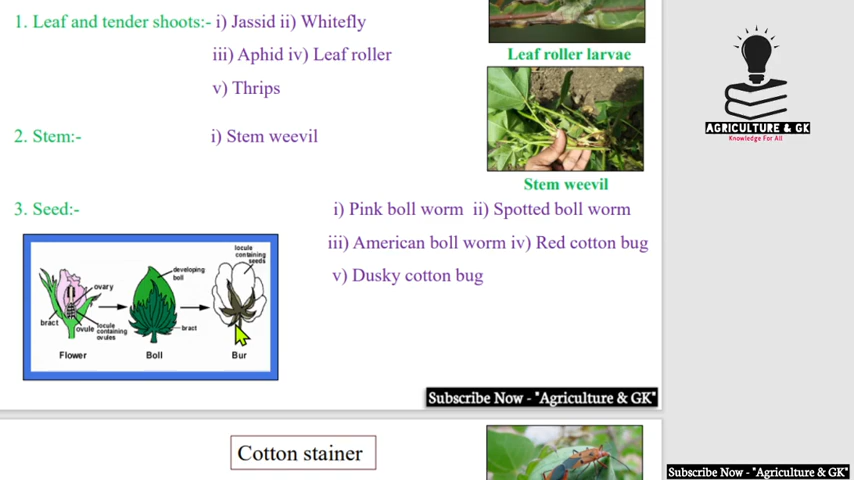 1. Leaf and tender shoots:- i) Jassid ii) Whitefly
iii) Aphid iv) Leaf roller
v) Thrips
Leaf roller larvae
2. Stem:- i) Stem weevil
Stem weevil
3. Seed:- i) Pink boll worm ii) Spotted boll worm
iii) American boll worm iv) Red cotton bug
v) Dusky cotton bug
ovary
bract
ovule
locule
containing
ovules
Flower
developing
boll
bract
Boll
locule
containing
seeds
Bur
Subscribe Now - "Agriculture & GK"
Cotton stainer
AGRICULTURE & GK
Knowledge For All
Subscribe Now - "Agriculture & GK"